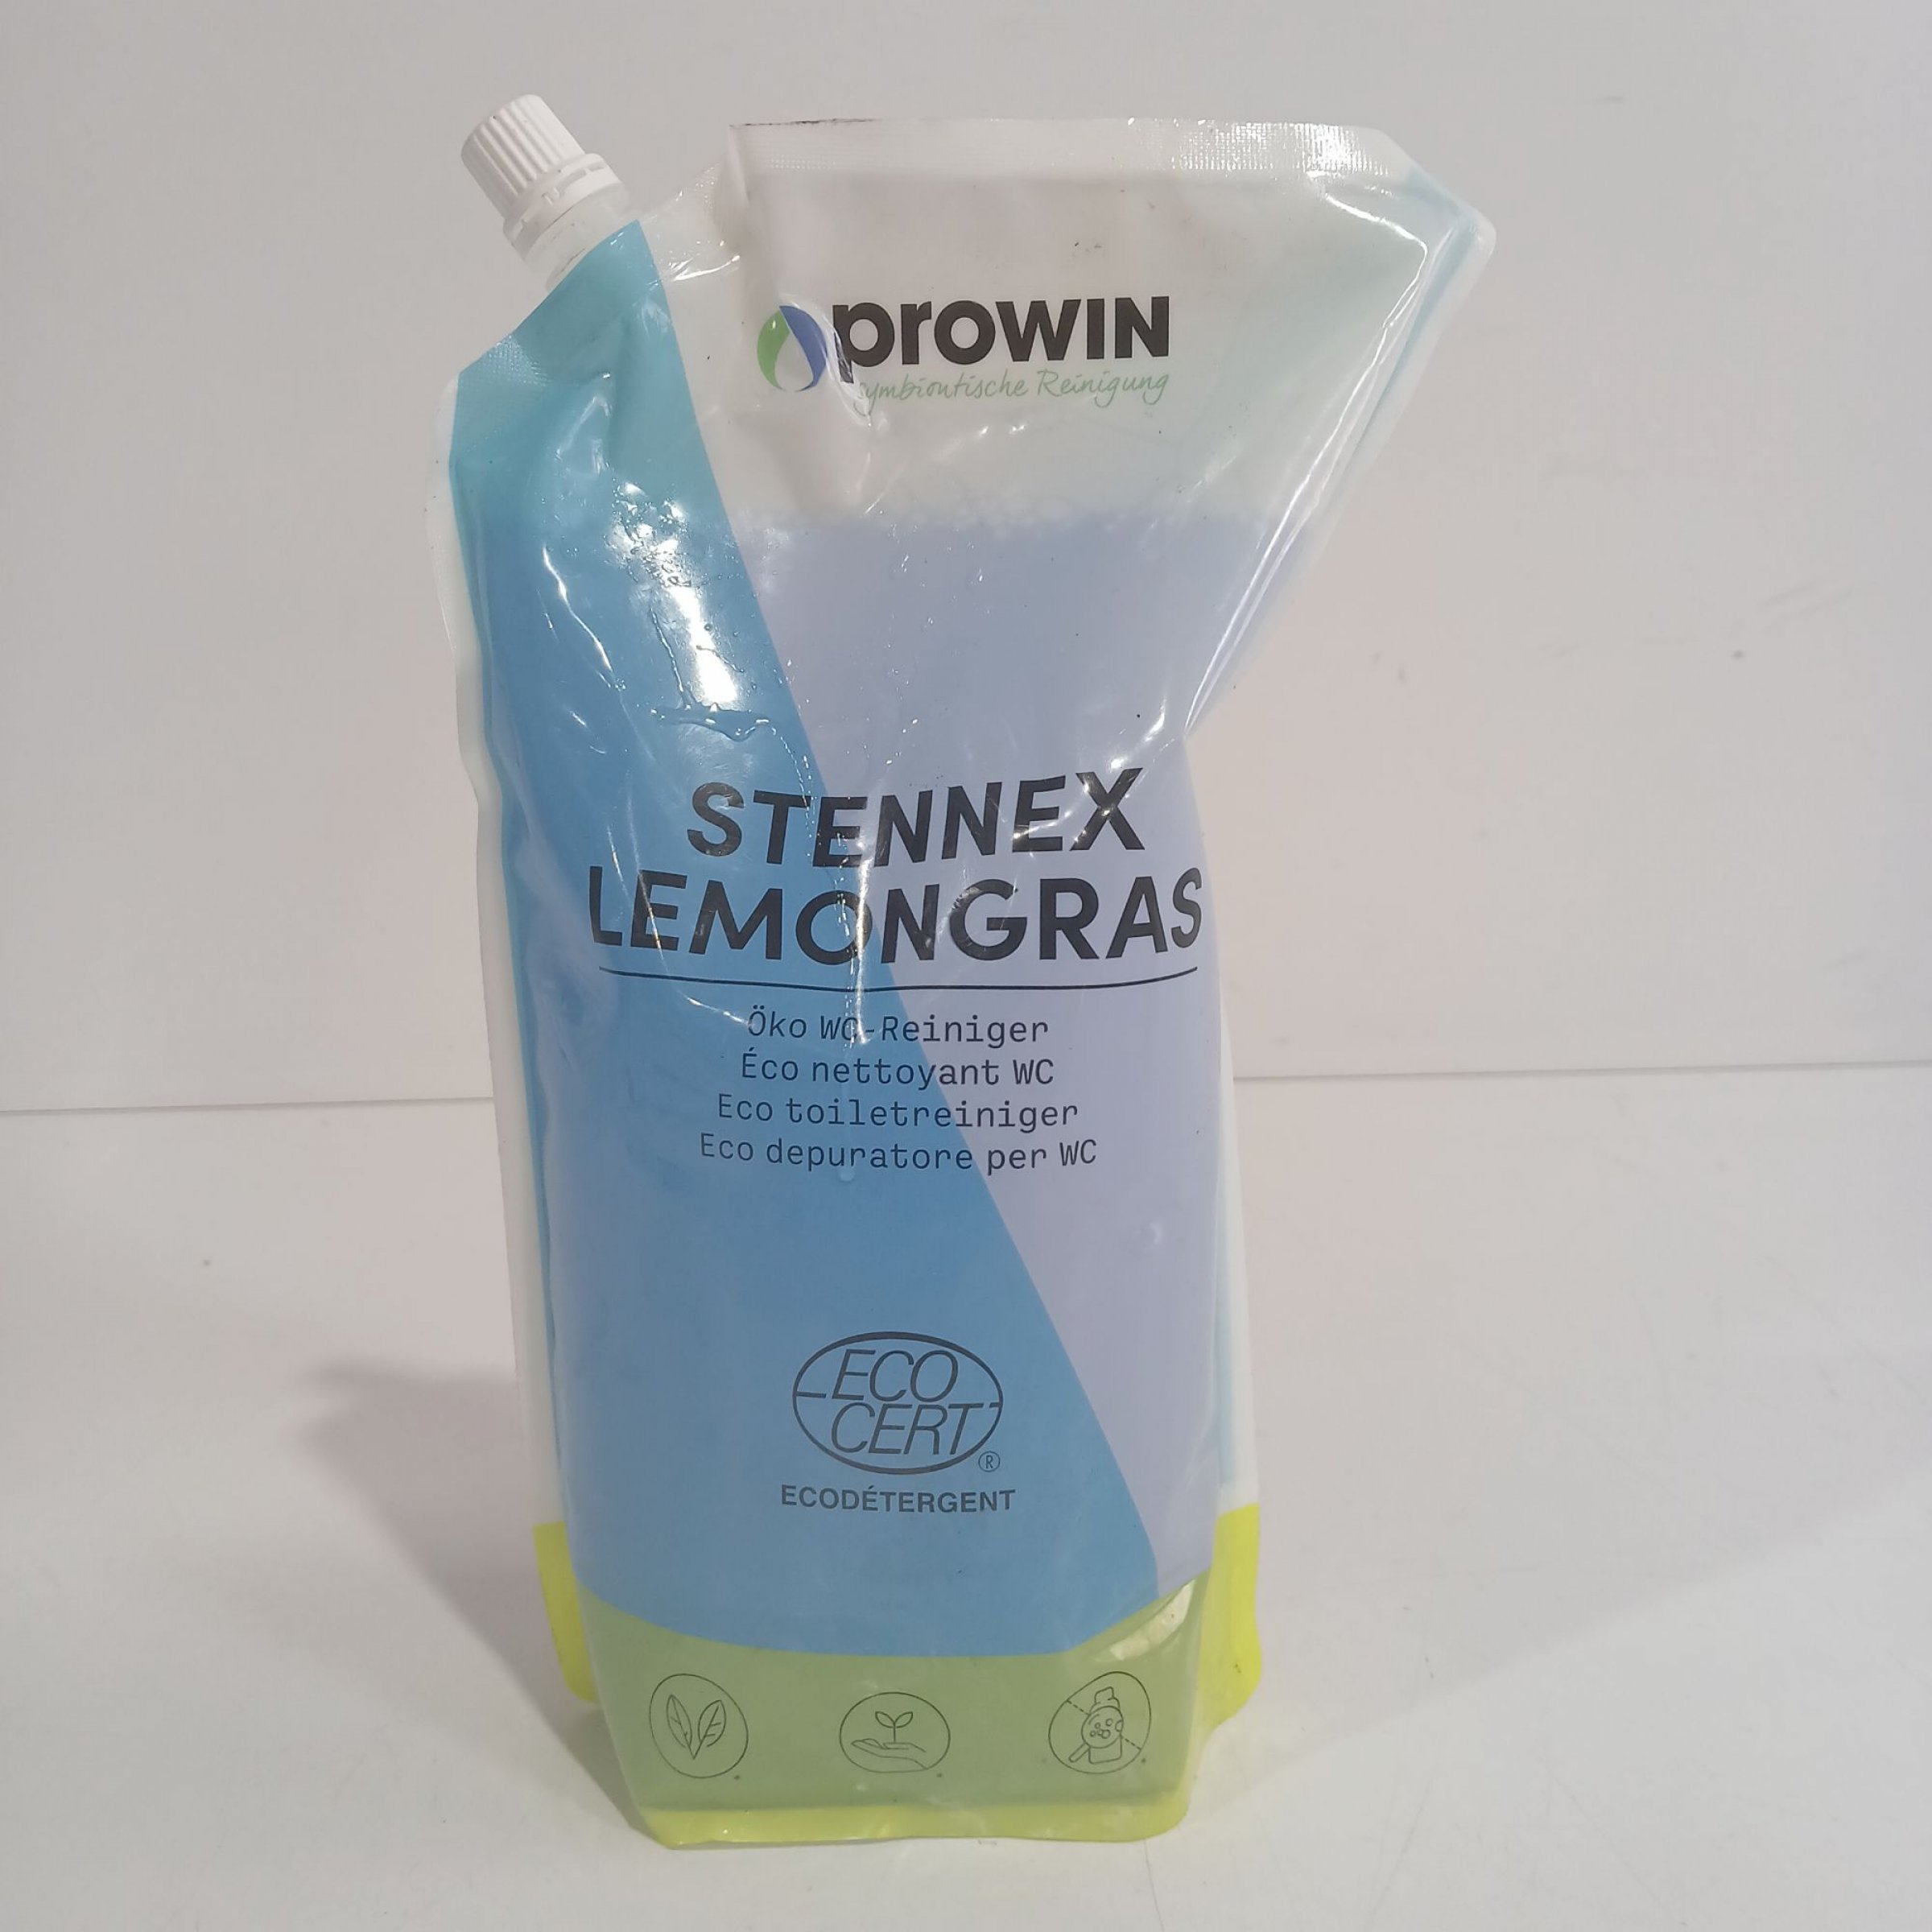 proWIN
symbiontische Reinigung
STENNEX
LEMONGRAS
Öko WC-Reiniger
Éco nettoyant WC
Eco toiletreiniger
Eco depuratore per WC
ECO
CERT
®
ECODÉTERGENT